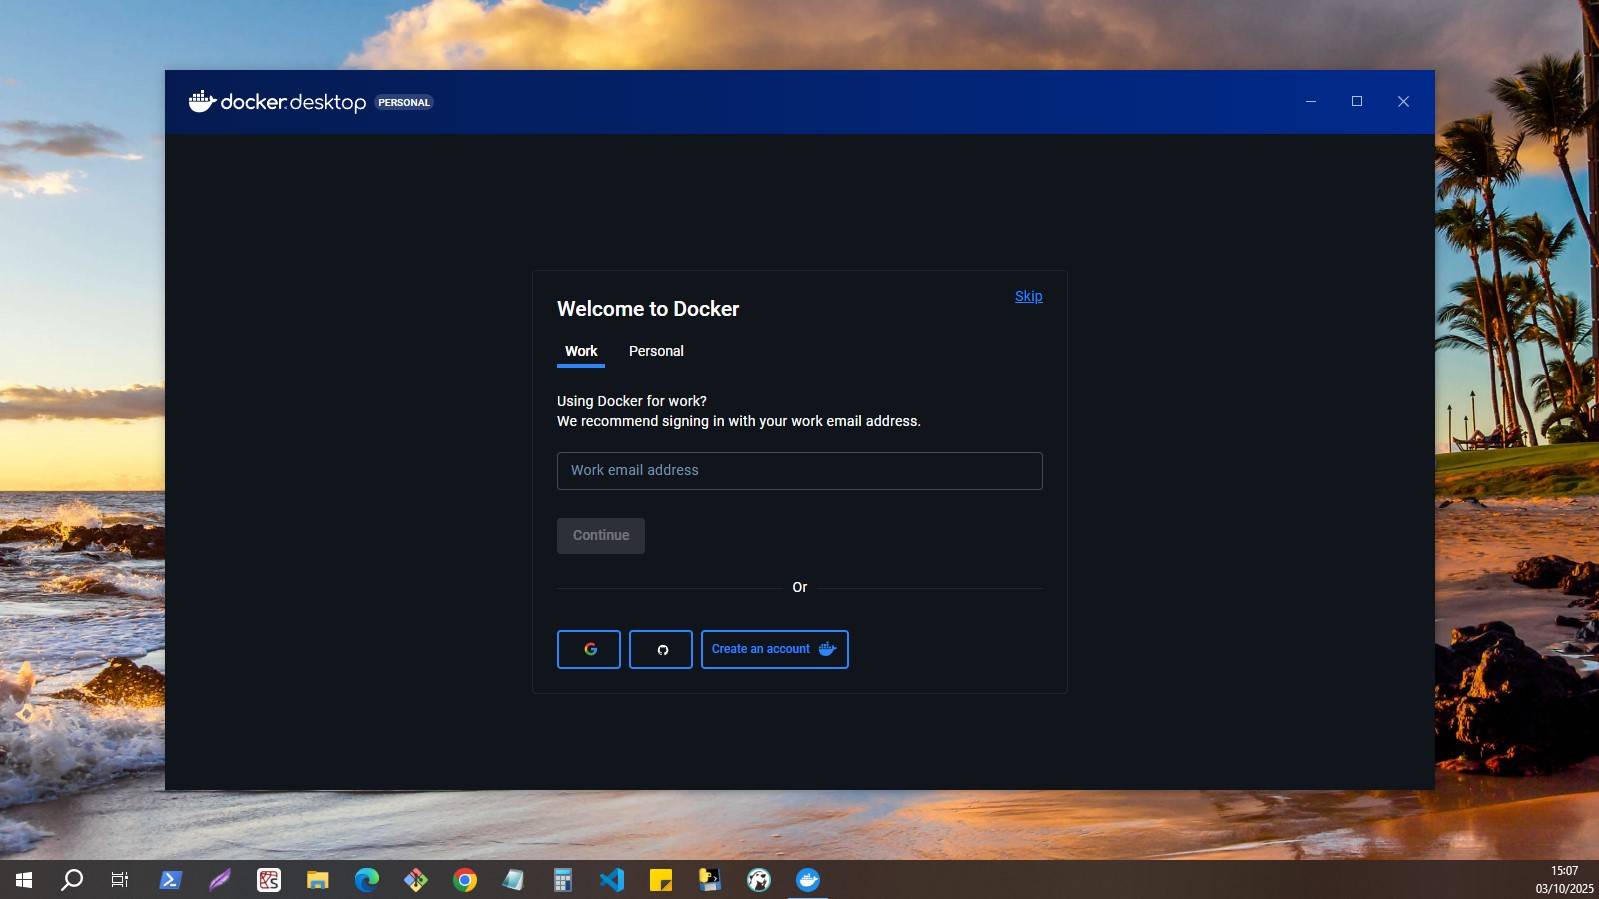 docker desktop PERSONAL
Skip
Welcome to Docker
Work Personal
Using Docker for work?
We recommend signing in with your work email address.
Work email address
Continue
Or
Create an account
15:07
03/10/2025